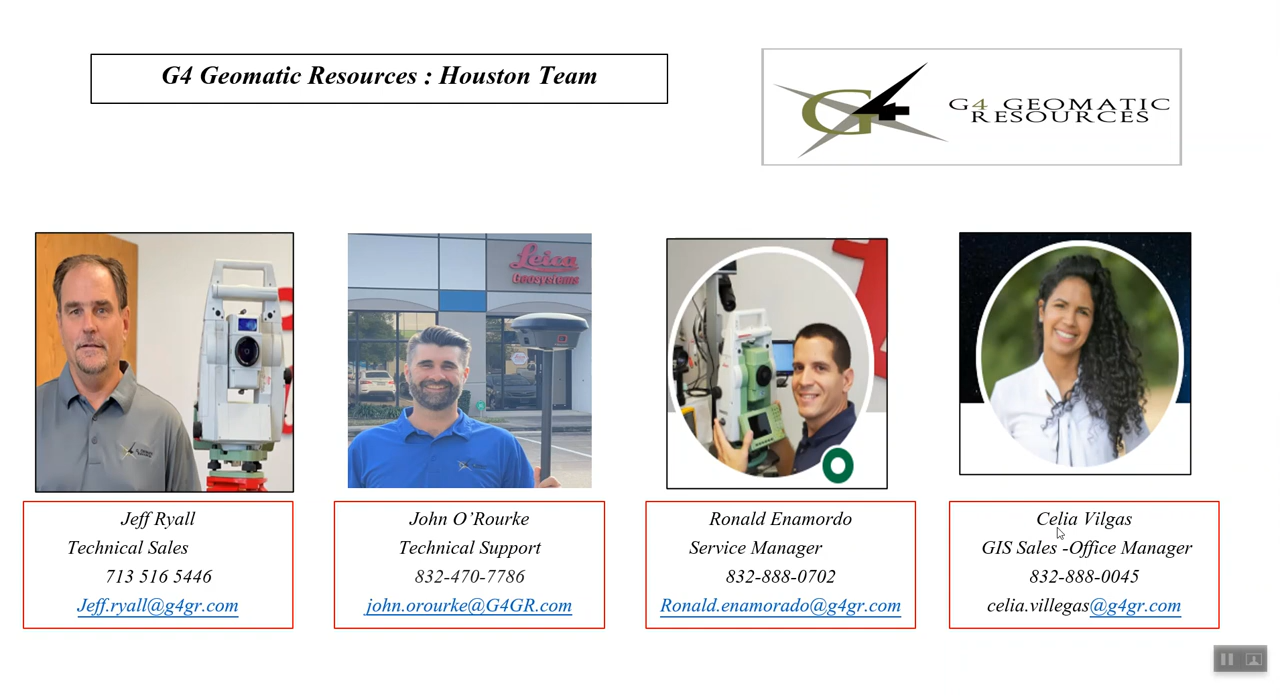 G4 Geomatic Resources : Houston Team
G4
G4 GEOMATIC
RESOURCES
Leica
Geosystems
Jeff Ryall
Technical Sales
713 516 5446
Jeff.ryall@g4gr.com
John O’Rourke
Technical Support
832-470-7786
john.orourke@G4GR.com
Ronald Enamordo
Service Manager
832-888-0702
Ronald.enamorado@g4gr.com
Celia Vilgas
GIS Sales -Office Manager
832-888-0045
celia.villegas@g4gr.com